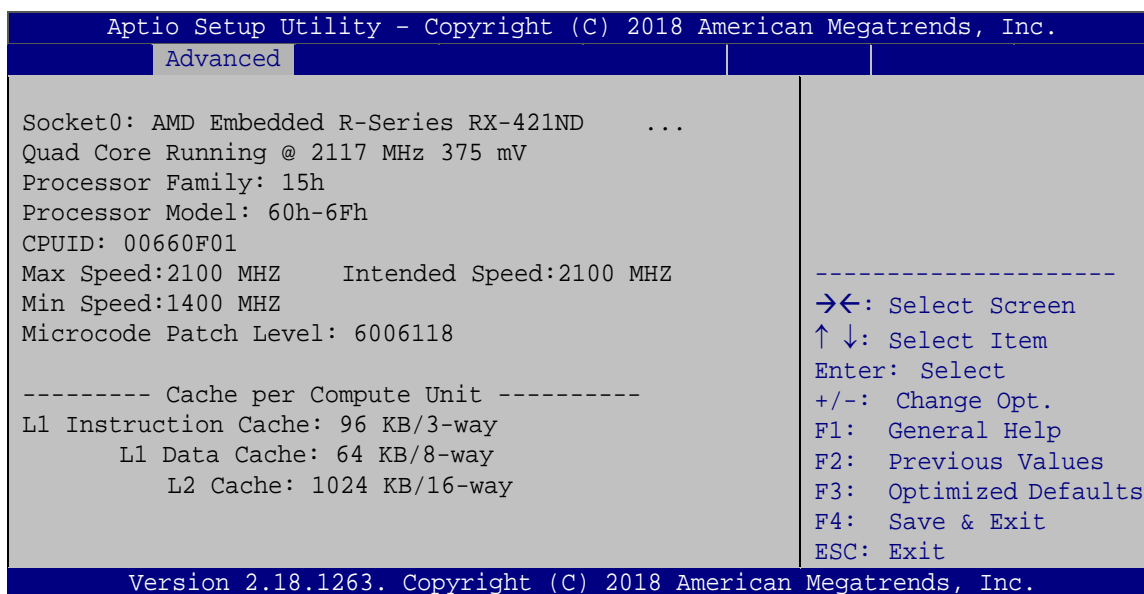 Aptio Setup Utility – Copyright (C) 2018 American Megatrends, Inc.
Advanced
Socket0: AMD Embedded R-Series RX-421ND ...
Quad Core Running @ 2117 MHz 375 mV
Processor Family: 15h
Processor Model: 60h-6Fh
CPUID: 00660F01
Max Speed:2100 MHZ Intended Speed:2100 MHZ
Min Speed:1400 MHZ
Microcode Patch Level: 6006118
--------- Cache per Compute Unit ----------
L1 Instruction Cache: 96 KB/3-way
L1 Data Cache: 64 KB/8-way
L2 Cache: 1024 KB/16-way
---------------------
→←: Select Screen
↑ ↓: Select Item
Enter: Select
+/-: Change Opt.
F1: General Help
F2: Previous Values
F3: Optimized Defaults
F4: Save & Exit
ESC: Exit
Version 2.18.1263. Copyright (C) 2018 American Megatrends, Inc.